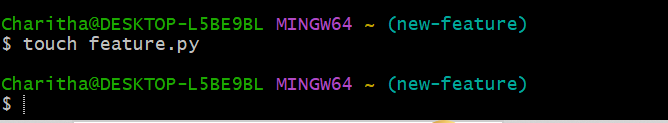 Charitha@DESKTOP-L5BE9BL MINGW64 ~ (new-feature)
$ touch feature.py
Charitha@DESKTOP-L5BE9BL MINGW64 ~ (new-feature)
$